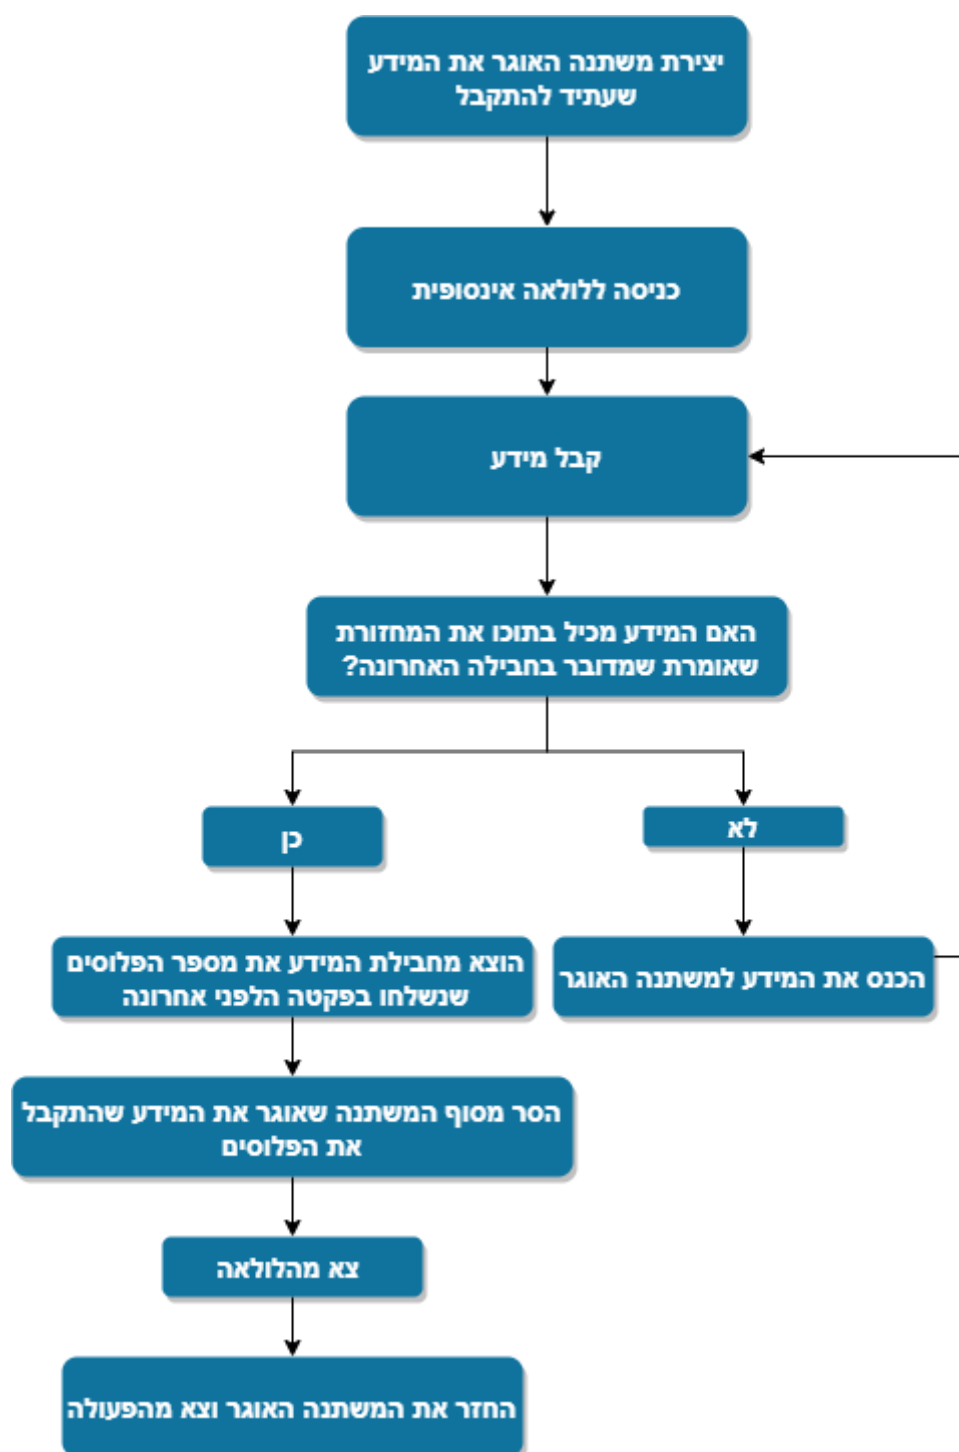 יצירת משתנה האוגר את המידע
שעתיד להתקבל
כניסה ללולאה אינסופית
קבל מידע
האם המידע מכיל בתוכו את המחזורת
שאומרת שמדובר בחבילה האחרונה?
לא
כן
הכנס את המידע למשתנה האוגר
הוצא מחבילת המידע את מספר הפלוסים
שנשלחו בפקטה הלפני אחרונה
הסר מסוף המשתנה שאוגר את המידע שהתקבל
את הפלוסים
צא מהלולאה
החזר את המשתנה האוגר וצא מהפעולה